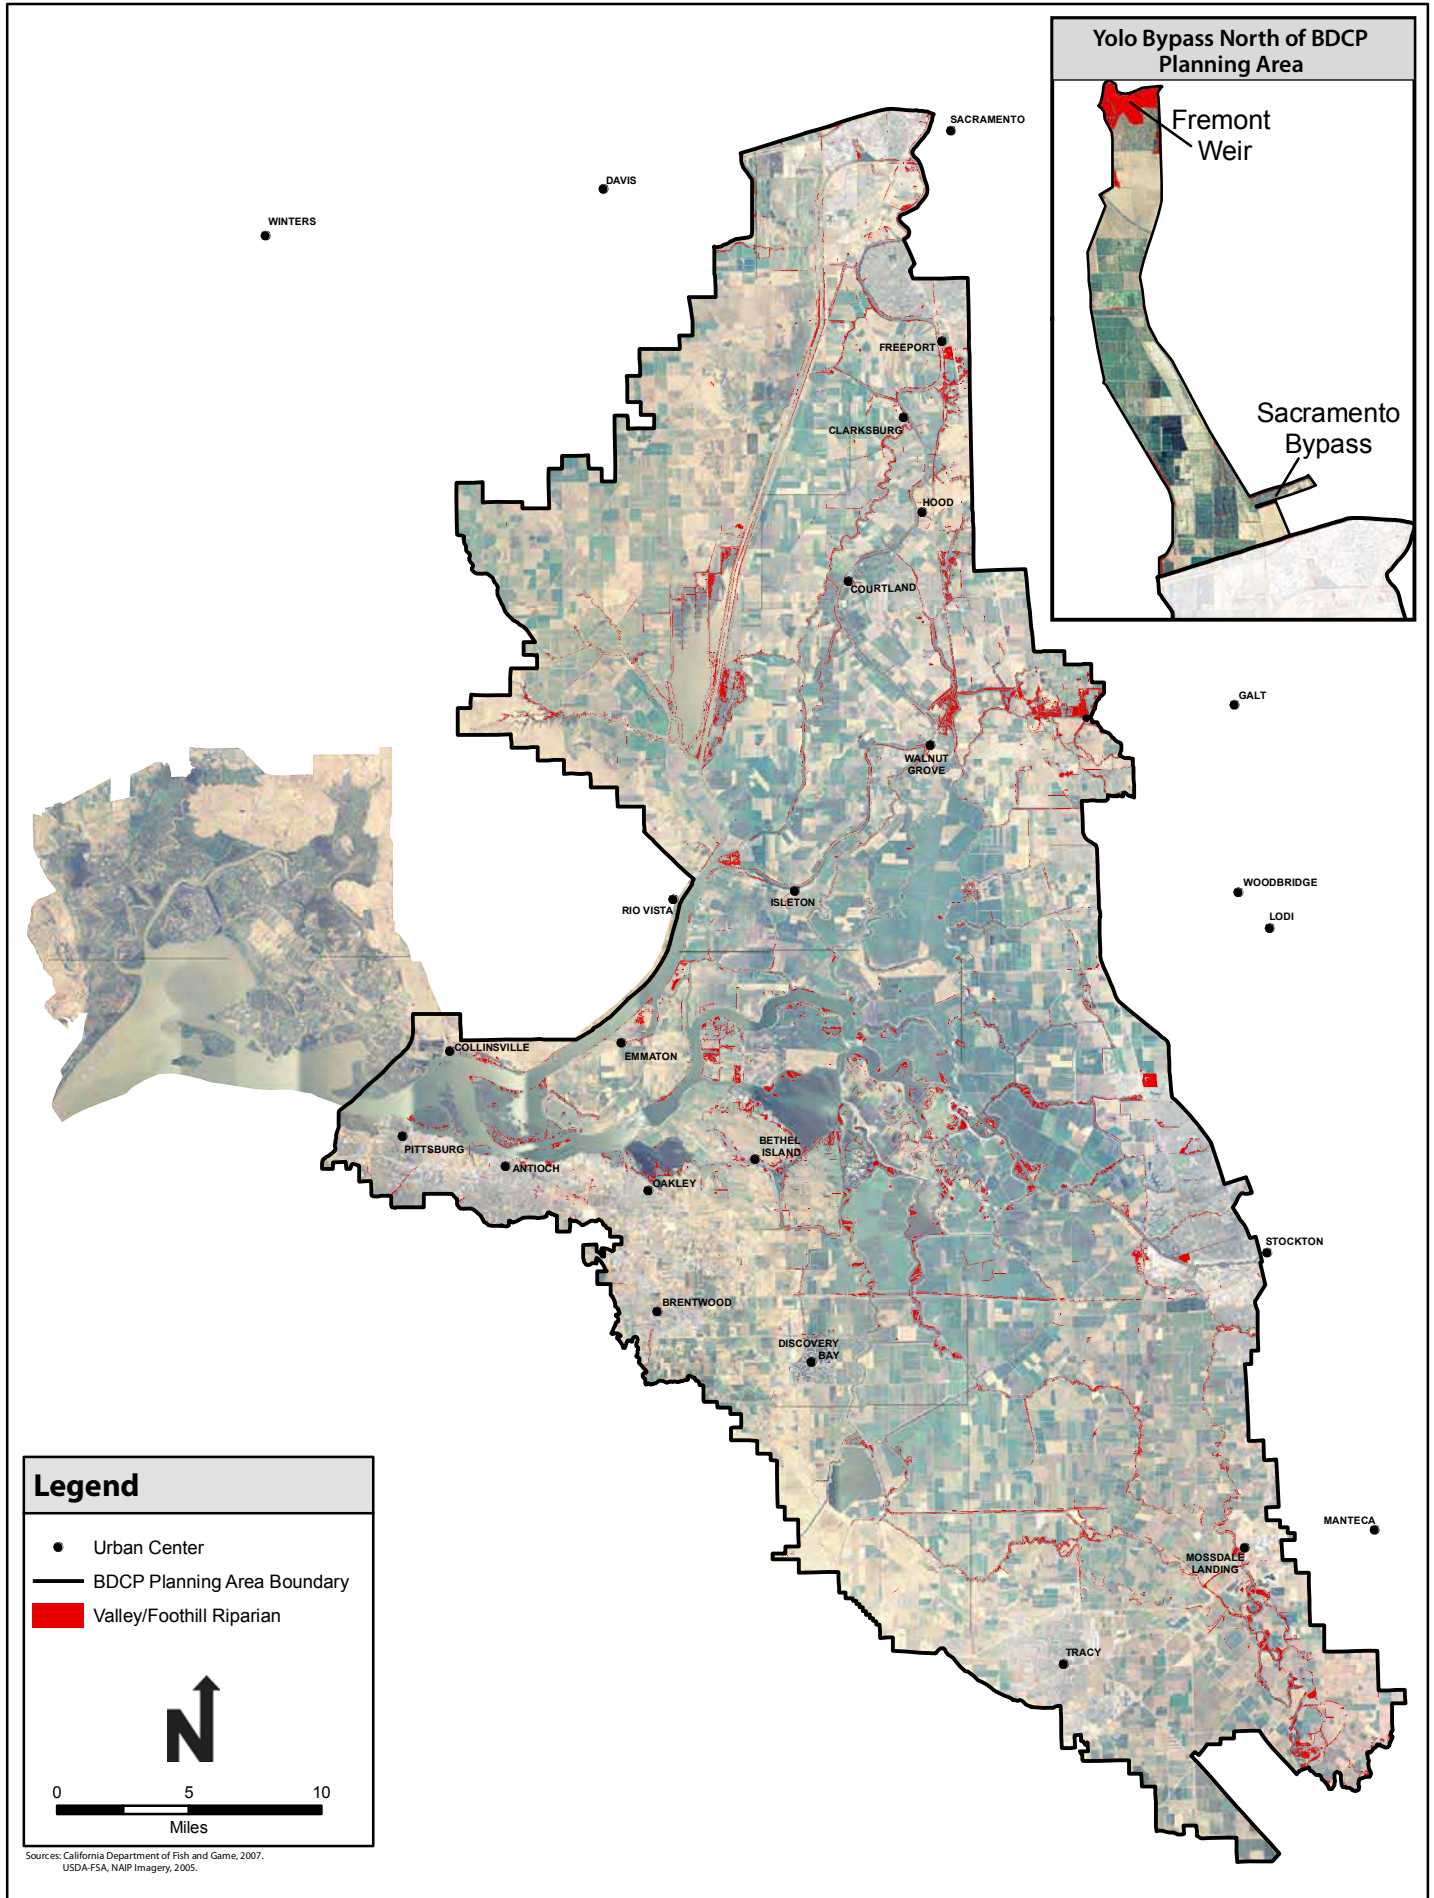 Yolo Bypass North of BDCP
Planning Area
Fremont
Weir
Sacramento
Bypass
SACRAMENTO
DAVIS
WINTERS
FREEPORT
CLARKSBURG
HOOD
COURTLAND
GALT
WALNUT
GROVE
WOODBRIDGE
LODI
RIO VISTA
ISLETON
COLLINSVILLE
EMMATON
PITTSBURG
ANTIOCH
BETHEL
ISLAND
OAKLEY
STOCKTON
BRENTWOOD
DISCOVERY
BAY
MANTECA
MOSSDALE
LANDING
TRACY
Legend
Urban Center
BDCP Planning Area Boundary
Valley/Foothill Riparian
N
0 5 10
Miles
Sources: California Department of Fish and Game, 2007.
USDA-FSA, NAIP Imagery, 2005.